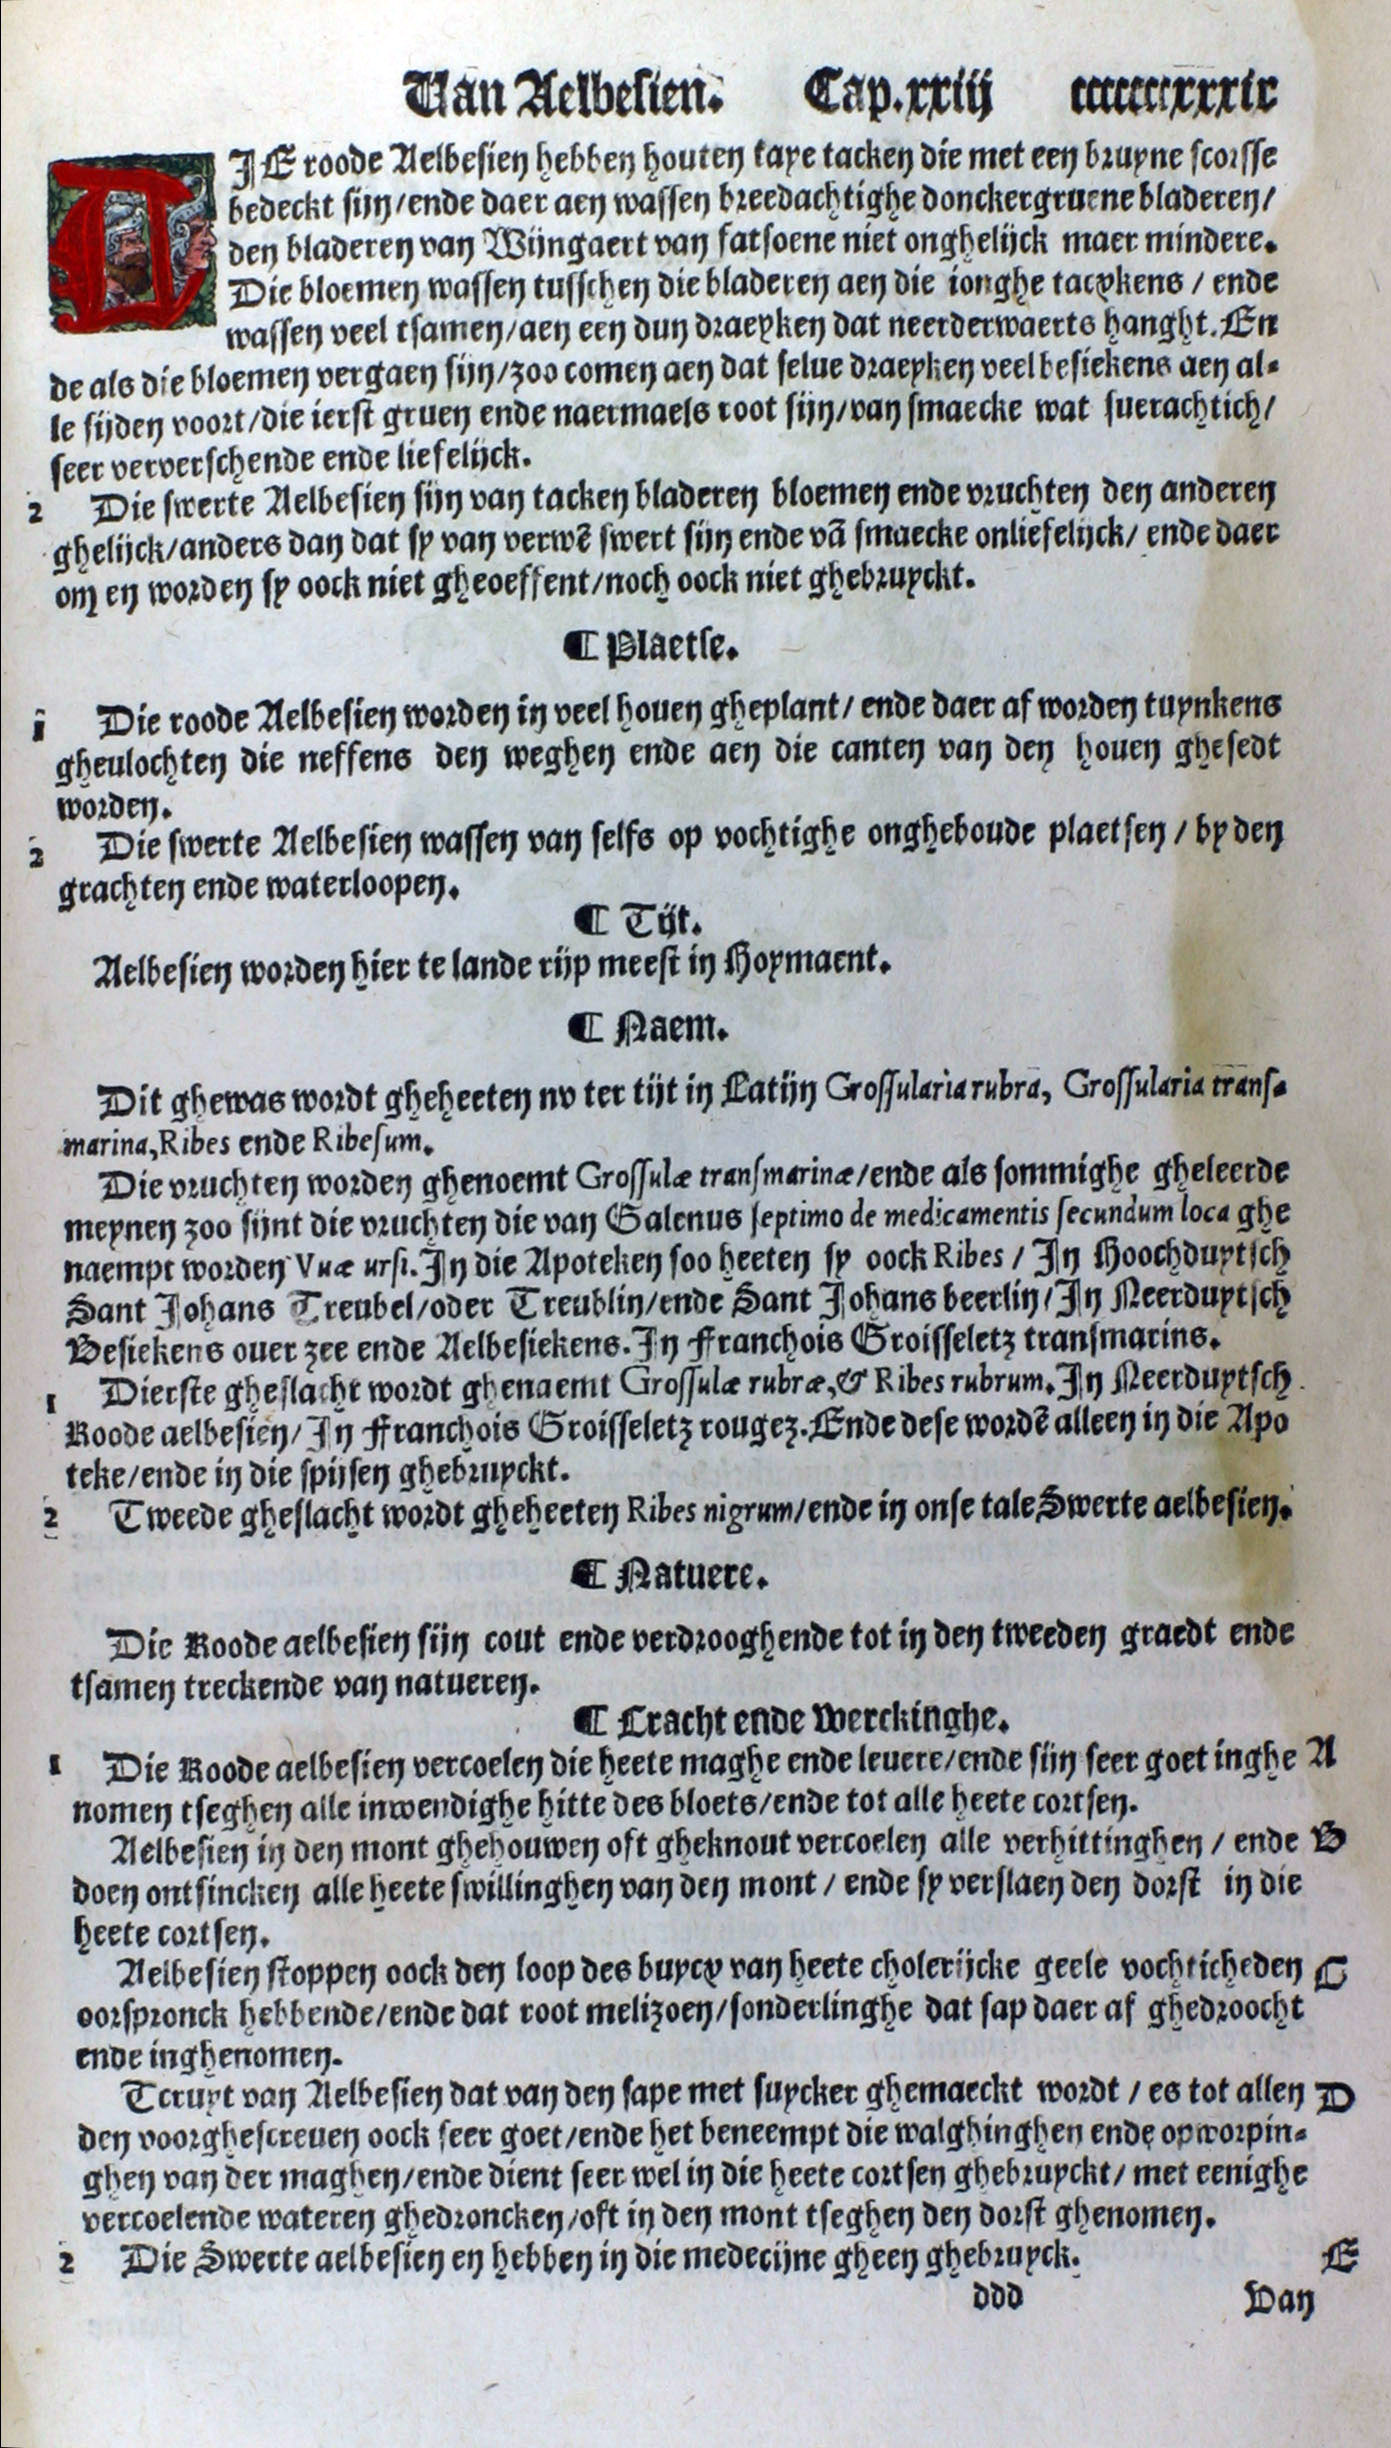 Van Aelbesien. Cap.xxiij ccccccxxxix
DIE roode Aelbesien hebben houten taye tacken die met een bruyne scorsse
bedeckt sijn/ende daer aen wassen breedachtighe donckergruene bladeren/
den bladeren van Wijngaert van fatsoene niet onghelijck maer mindere.
Die bloemen wassen tusschen die bladeren aen die ionghe tacxkens / ende
wassen veel tsamen/aen een dun draeyken dat neerderwaerts hanght. En
de als die bloemen vergaen sijn/zoo comen aen dat selue draeyken veel besiekens aen al-
le sijden voort/die ierst gruen ende naermaels root sijn/van smaecke wat suerachtich/
seer ververschende ende liefelijck.
2 Die swerte Aelbesien sijn van tacken bladeren bloemen ende vruchten den anderen
ghelijck/anders dan dat sy van verwē swert sijn ende vā smaecke onliefelijck/ ende daer
om en worden sy oock niet gheoeffent/noch oock niet ghebruyckt.
¶ Plaetse.
1 Die roode Aelbesien worden in veel houen gheplant/ ende daer af worden tuynkens
gheulochten die neffens den weghen ende aen die canten van den houen ghesedt
worden.
2 Die swerte Aelbesien wassen van selfs op vochtighe ongheboude plaetsen / by den
grachten ende waterloopen.
¶ Tijt.
Aelbesien worden hier te lande rijp meest in Hoymaent.
¶ Naem.
Dit ghewas wordt gheheeten nv ter tijt in Latijn Grossularia rubra, Grossularia trans-
marina, Ribes ende Ribesum.
Die vruchten worden ghenoemt Grossulæ transmarinæ/ende als sommighe gheleerde
meynen zoo sijnt die vruchten die van Galenus septimo de medicamentis secundum loca ghe
naempt worden Vuæ ursi. In die Apoteken soo heeten sy oock Ribes / In Hoochduytsch
Sant Johans Treubel/oder Treublin/ende Sant Johans beerlin/ In Neerduytsch
Besiekens ouer zee ende Aelbesiekens. In Franchois Groisseletz transmarins.
1 Dierste gheslacht wordt ghenaemt Grossulæ rubræ, & Ribes rubrum. In Neerduytsch
Roode aelbesien/ In Franchois Groisseletz rougez. Ende dese wordē alleen in die Apo
teke/ende in die spijsen ghebruyckt.
2 Tweede gheslacht wordt gheheeten Ribes nigrum/ende in onse tale Swerte aelbesien.
¶ Natuere.
Die Roode aelbesien sijn cout ende verdrooghende tot in den tweeden graedt ende
tsamen treckende van natueren.
¶ Cracht ende Werckinghe.
1 Die Roode aelbesien vercoelen die heete maghe ende leuere/ende sijn seer goet inghe A
nomen tseghen alle inwendighe hitte des bloets/ende tot alle heete cortsen.
Aelbesien in den mont ghehouwen oft gheknout vercoelen alle verhittinghen / ende B
doen ontsincken alle heete swillinghen van den mont / ende sy verslaen den dorst in die
heete cortsen.
Aelbesien stoppen oock den loop des buycx van heete cholerijcke geele vochticheden C
oorspronck hebbende/ende dat root melizoen/sonderlinghe dat sap daer af ghedroocht
ende inghenomen.
Tcruyt van Aelbesien dat van den sape met suycker ghemaeckt wordt / es tot allen D
den voorghescreuen oock seer goet/ende het beneempt die walghinghen ende opworpin-
ghen van der maghen/ende dient seer wel in die heete cortsen ghebruyckt/ met eenighe
vercoelende wateren ghedroncken/oft in den mont tseghen den dorst ghenomen.
2 Die Swerte aelbesien en hebben in die medecijne gheen ghebruyck. E
ddd Van